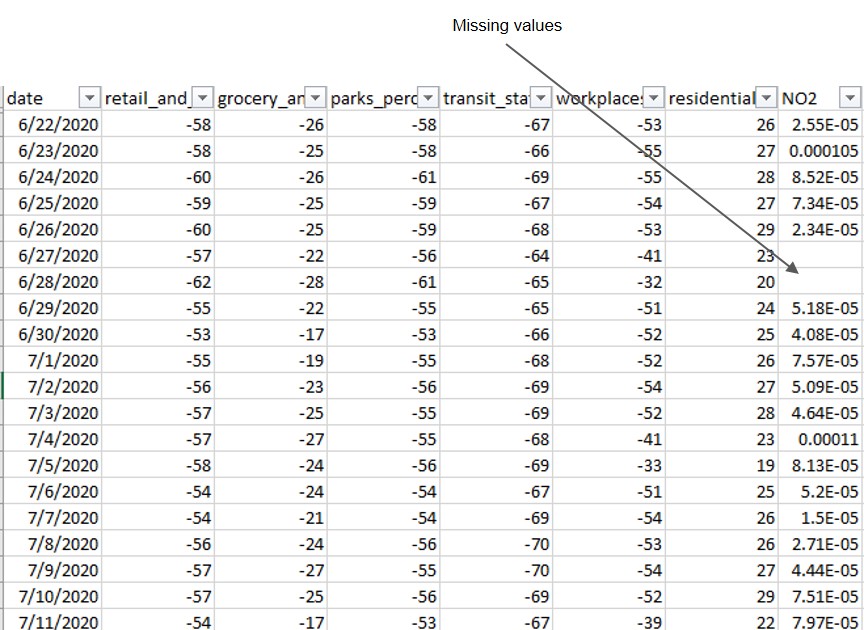 Missing values
date retail_and_ grocery_an parks_perc transit_sta workplaces residential NO2
6/22/2020 -58 -26 -58 -67 -53 26 2.55E-05
6/23/2020 -58 -25 -58 -66 -55 27 0.000105
6/24/2020 -60 -26 -61 -69 -55 28 8.52E-05
6/25/2020 -59 -25 -59 -67 -54 27 7.34E-05
6/26/2020 -60 -25 -59 -68 -53 29 2.34E-05
6/27/2020 -57 -22 -56 -64 -41 23
6/28/2020 -62 -28 -61 -65 -32 20
6/29/2020 -55 -22 -55 -65 -51 24 5.18E-05
6/30/2020 -53 -17 -53 -66 -52 25 4.08E-05
7/1/2020 -55 -19 -55 -68 -52 26 7.57E-05
7/2/2020 -56 -23 -56 -69 -54 27 5.09E-05
7/3/2020 -57 -25 -55 -69 -52 28 4.64E-05
7/4/2020 -57 -27 -55 -68 -41 23 0.00011
7/5/2020 -58 -24 -56 -69 -33 19 8.13E-05
7/6/2020 -54 -24 -54 -67 -51 25 5.2E-05
7/7/2020 -54 -21 -54 -69 -54 26 1.5E-05
7/8/2020 -56 -24 -56 -70 -53 26 2.71E-05
7/9/2020 -57 -27 -55 -70 -54 27 4.44E-05
7/10/2020 -57 -25 -56 -69 -52 29 7.51E-05
7/11/2020 -54 -17 -53 -67 -39 22 7.97E-05